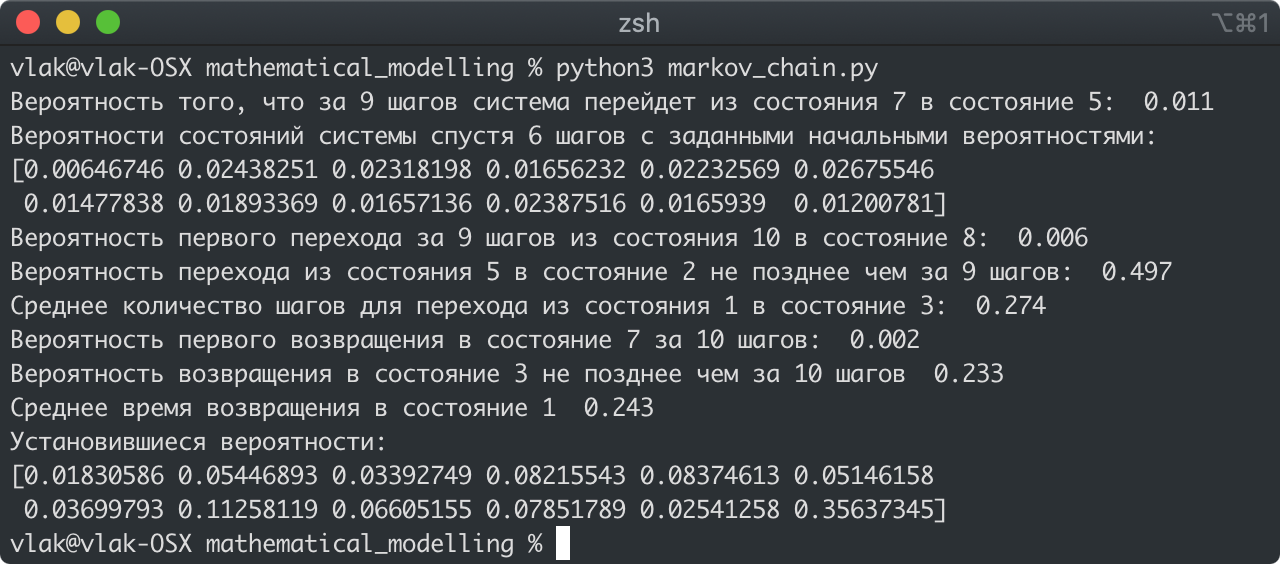 zsh
⌥⌘1
vlak@vlak-OSX mathematical_modelling % python3 markov_chain.py
Вероятность того, что за 9 шагов система перейдет из состояния 7 в состояние 5:  0.011
Вероятности состояний системы спустя 6 шагов с заданными начальными вероятностями:
[0.00646746 0.02438251 0.02318198 0.01656232 0.02232569 0.02675546
 0.01477838 0.01893369 0.01657136 0.02387516 0.0165939  0.01200781]
Вероятность первого перехода за 9 шагов из состояния 10 в состояние 8:  0.006
Вероятность перехода из состояния 5 в состояние 2 не позднее чем за 9 шагов:  0.497
Среднее количество шагов для перехода из состояния 1 в состояние 3:  0.274
Вероятность первого возвращения в состояние 7 за 10 шагов:  0.002
Вероятность возвращения в состояние 3 не позднее чем за 10 шагов  0.233
Среднее время возвращения в состояние 1  0.243
Установившиеся вероятности:
[0.01830586 0.05446893 0.03392749 0.08215543 0.08374613 0.05146158
 0.03699793 0.11258119 0.06605155 0.07851789 0.02541258 0.35637345]
vlak@vlak-OSX mathematical_modelling %